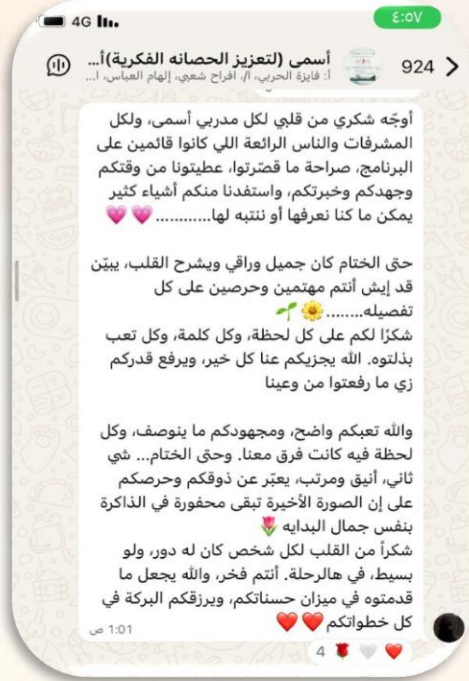 4G
٤:٥٧
924
أسمى (لتعزيز الحصانه الفكرية)أ...
أ: فايزة الحربي، ا/ افراح شعبي، إلهام العباس، ا...
أوجّه شكري من قلبي لكل مدربي أسمى، ولكل
المشرفات والناس الرائعة اللي كانوا قائمين على
البرنامج، صراحة ما قصّرتوا، عطيتونا من وقتكم
وجهدكم وخبرتكم، واستفدنا منكم أشياء كثير
يمكن ما كنا نعرفها أو ننتبه لها............ 💗 💗
حتى الختام كان جميل وراقي ويشرح القلب، يبيّن
قد إيش أنتم مهتمين وحرصين على كل
تفصيله........🌼 🌱
شكرًا لكم على كل لحظة، وكل كلمة، وكل تعب
بذلتوه. الله يجزيكم عنا كل خير، ويرفع قدركم
زي ما رفعتوا من وعينا
والله تعبكم واضح، ومجهودكم ما ينوصف، وكل
لحظة فيه كانت فرق معنا. وحتى الختام... شي
ثاني، أنيق ومرتب، يعبّر عن ذوقكم وحرصكم
على إن الصورة الأخيرة تبقى محفورة في الذاكرة
بنفس جمال البدايه 🌷
شكراً من القلب لكل شخص كان له دور، ولو
بسيط، في هالرحلة. أنتم فخر، والله يجعل ما
قدمتوه في ميزان حسناتكم، ويرزقكم البركة في
كل خطواتكم ❤️ ❤️
1:01 ص
4 🌹 🤍 ❤️